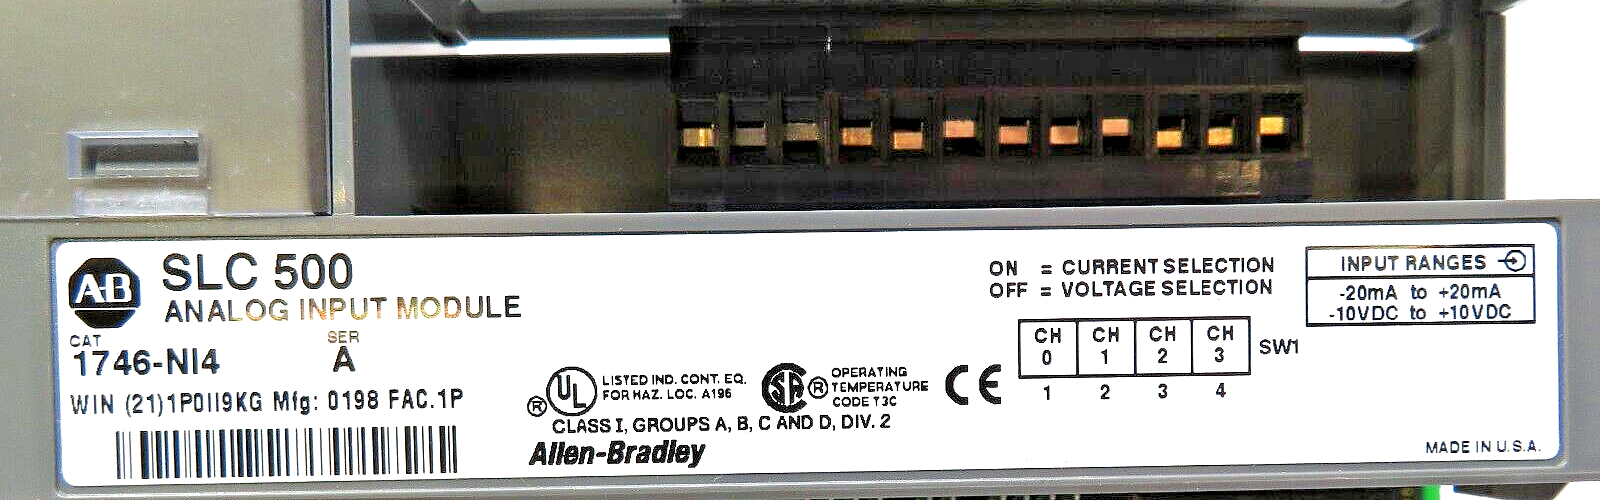 A-B
SLC 500
ANALOG INPUT MODULE
CAT
SER
1746-NI4
A
WIN (21)1P0II9KG Mfg: 0198 FAC.1P
UL
®
LISTED IND. CONT. EQ.
FOR HAZ. LOC. A196
SA
®
OPERATING
TEMPERATURE
CODE T3C
CE
CLASS I, GROUPS A, B, C AND D, DIV. 2
Allen-Bradley
ON = CURRENT SELECTION
OFF = VOLTAGE SELECTION
CH CH CH CH
0 1 2 3
SW1
1 2 3 4
INPUT RANGES
-20mA to +20mA
-10VDC to +10VDC
MADE IN U.S.A.